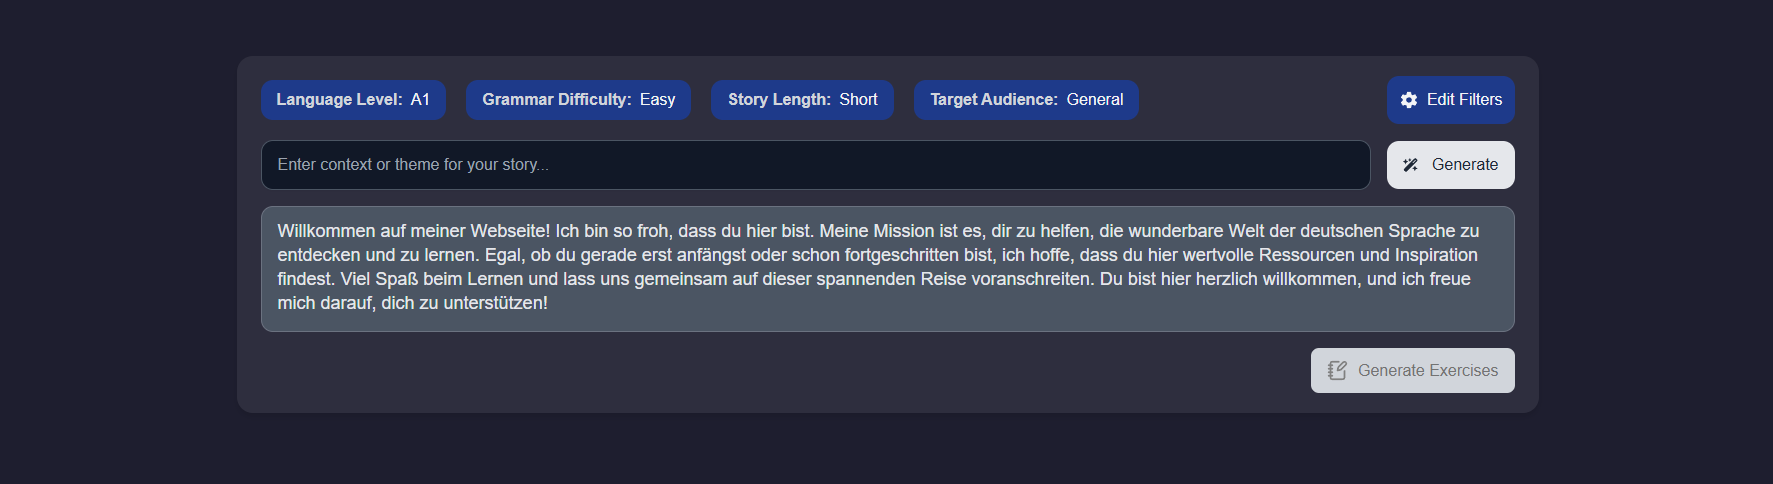 Language Level: A1 Grammar Difficulty: Easy Story Length: Short Target Audience: General Edit Filters
Enter context or theme for your story... Generate
Willkommen auf meiner Webseite! Ich bin so froh, dass du hier bist. Meine Mission ist es, dir zu helfen, die wunderbare Welt der deutschen Sprache zu
entdecken und zu lernen. Egal, ob du gerade erst anfängst oder schon fortgeschritten bist, ich hoffe, dass du hier wertvolle Ressourcen und Inspiration
findest. Viel Spaß beim Lernen und lass uns gemeinsam auf dieser spannenden Reise voranschreiten. Du bist hier herzlich willkommen, und ich freue
mich darauf, dich zu unterstützen!
Generate Exercises